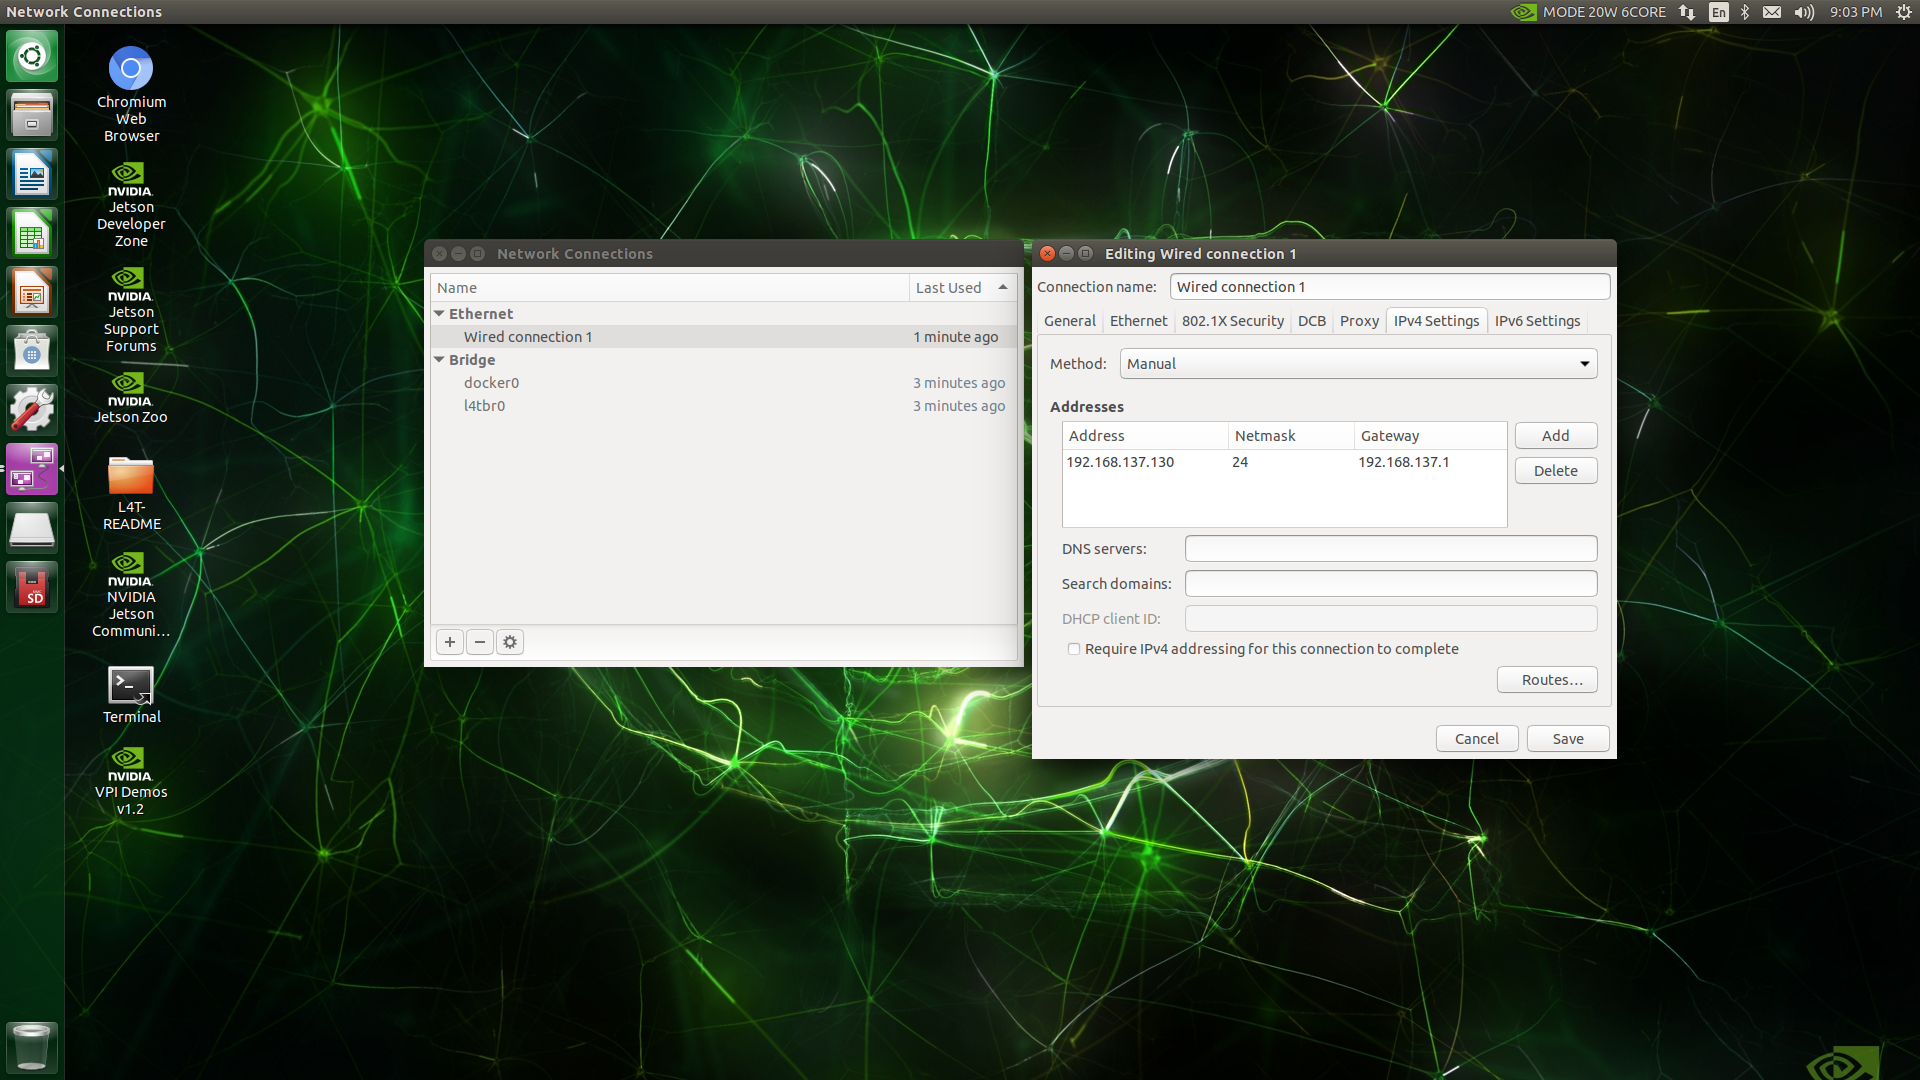 Network Connections
MODE 20W 6CORE
En
9:03 PM
Chromium
Web
Browser
NVIDIA.
Jetson
Developer
Zone
NVIDIA.
Jetson
Support
Forums
NVIDIA.
Jetson Zoo
L4T-
README
NVIDIA.
NVIDIA
Jetson
Communi...
Terminal
NVIDIA.
VPI Demos
v1.2
SD
Network Connections
Name
Last Used
Ethernet
Wired connection 1
1 minute ago
Bridge
docker0
3 minutes ago
l4tbr0
3 minutes ago
Editing Wired connection 1
Connection name:
Wired connection 1
General
Ethernet
802.1X Security
DCB
Proxy
IPv4 Settings
IPv6 Settings
Method:
Manual
Addresses
Address
Netmask
Gateway
192.168.137.130
24
192.168.137.1
Add
Delete
DNS servers:
Search domains:
DHCP client ID:
Require IPv4 addressing for this connection to complete
Routes...
Cancel
Save